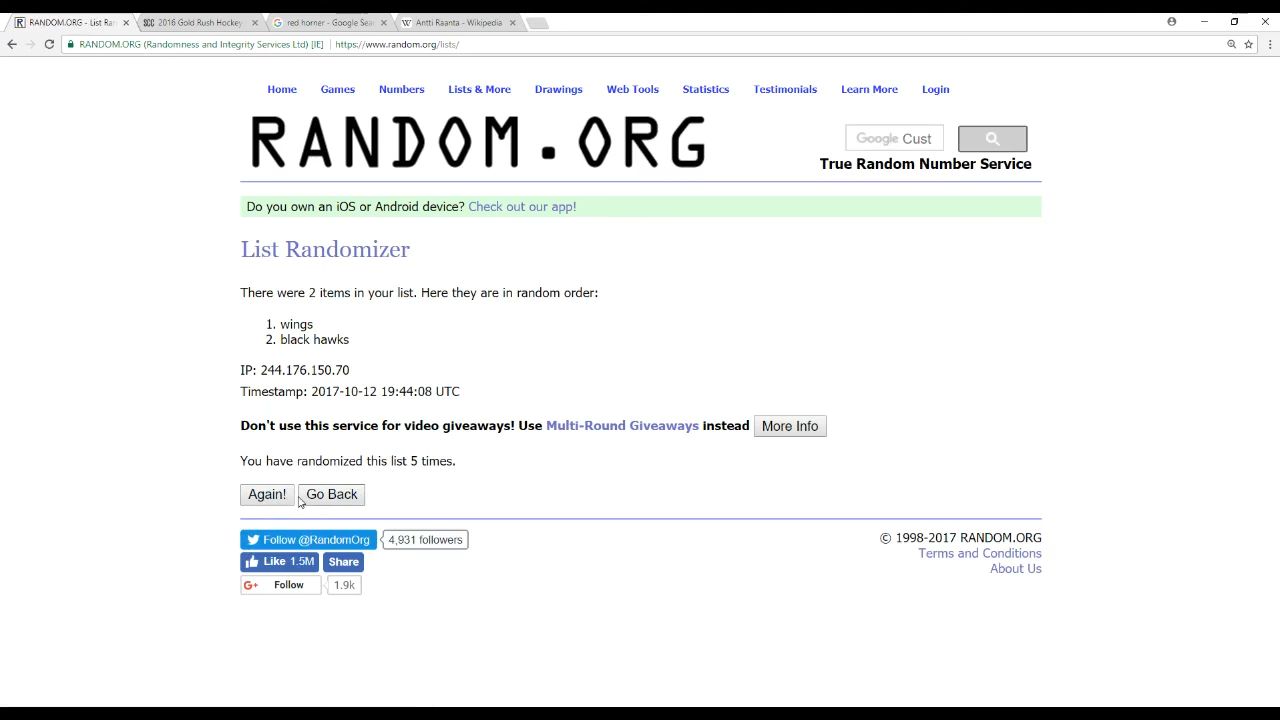 RANDOM.ORG - List Ran
2016 Gold Rush Hockey
red horner - Google Sea
Antti Raanta - Wikipedia
RANDOM.ORG (Randomness and Integrity Services Ltd) [IE] https://www.random.org/lists/
Home Games Numbers Lists & More Drawings Web Tools Statistics Testimonials Learn More Login
RANDOM.ORG
Google Cust
True Random Number Service
Do you own an iOS or Android device? Check out our app!
List Randomizer
There were 2 items in your list. Here they are in random order:
1. wings
2. black hawks
IP: 244.176.150.70
Timestamp: 2017-10-12 19:44:08 UTC
Don't use this service for video giveaways! Use Multi-Round Giveaways instead More Info
You have randomized this list 5 times.
Again! Go Back
Follow @RandomOrg 4,931 followers
Like 1.5M Share
G+ Follow 1.9k
© 1998-2017 RANDOM.ORG
Terms and Conditions
About Us